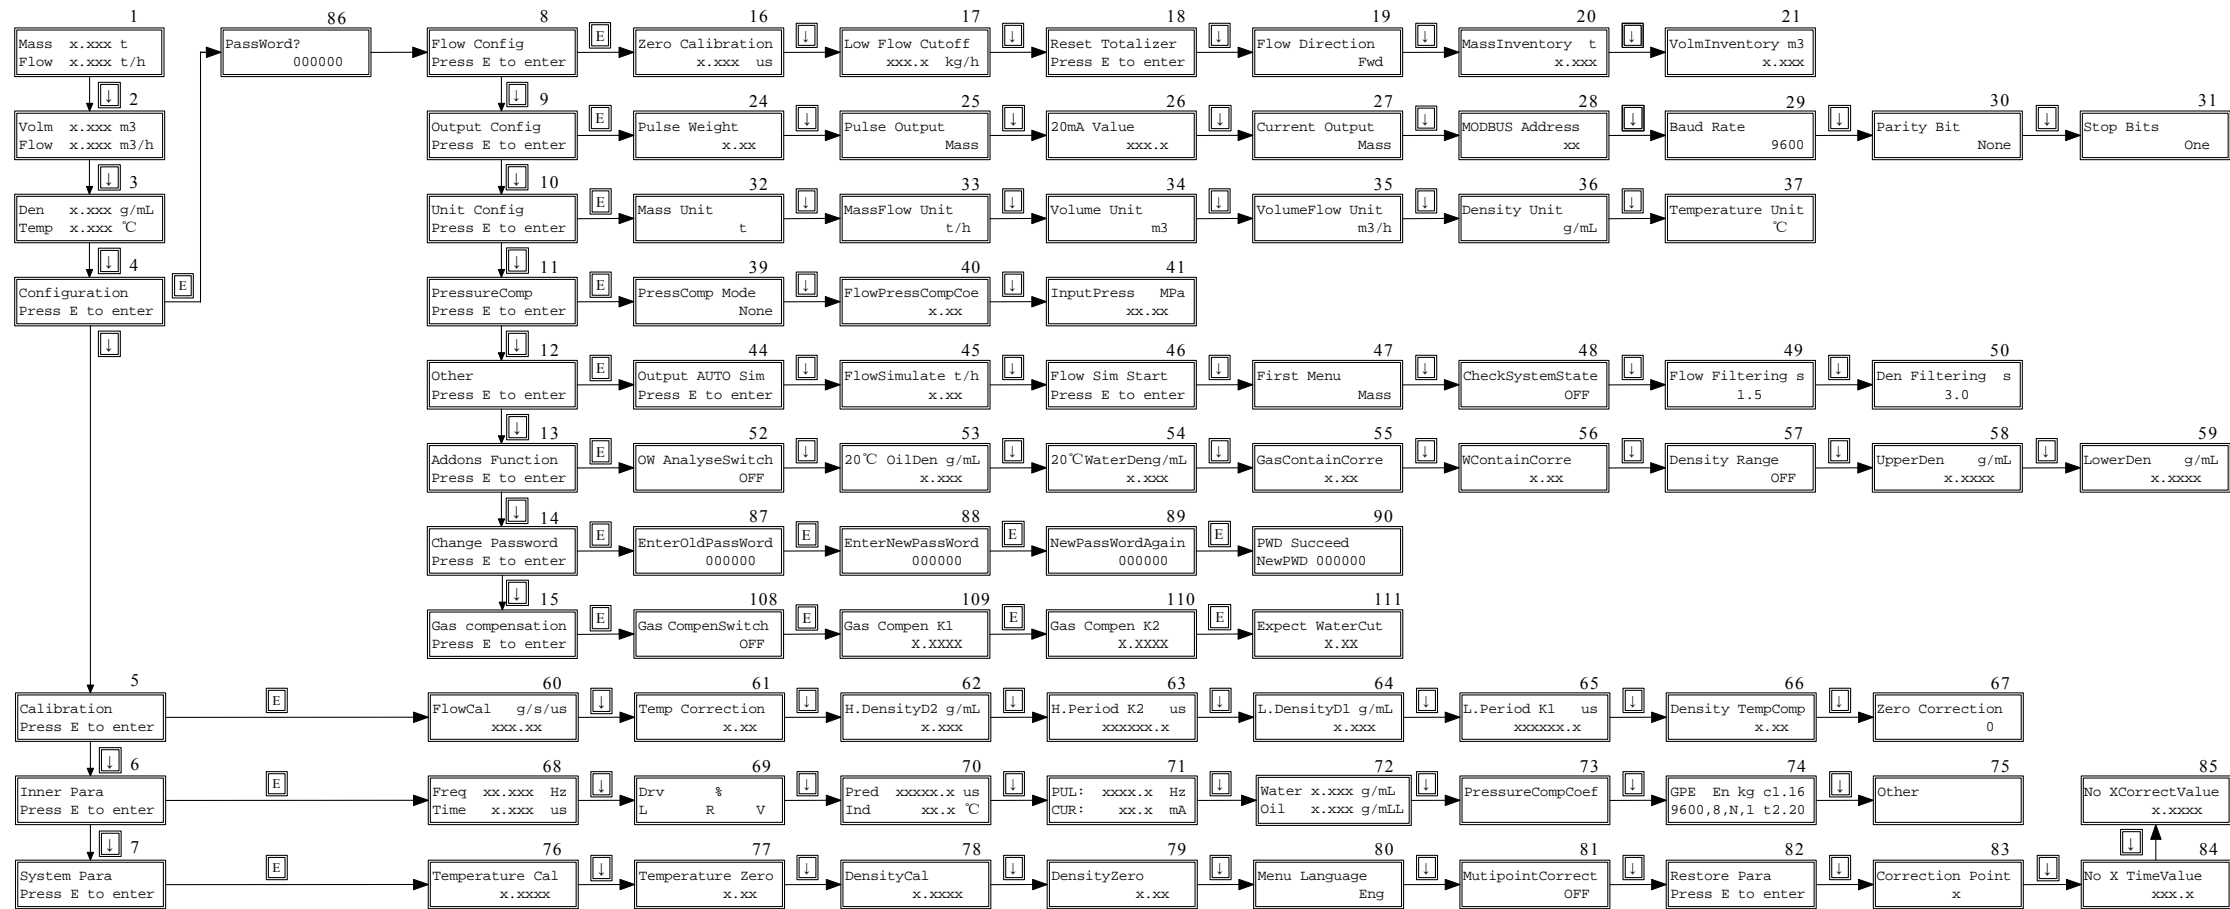 1
Mass x.xxx t
Flow x.xxx t/h
86
PassWord?
000000
8
Flow Config
Press E to enter
E
16
Zero Calibration
x.xxx us
↓
17
Low Flow Cutoff
xxx.x kg/h
↓
18
Reset Totalizer
Press E to enter
↓
19
Flow Direction
Fwd
↓
20
MassInventory t
x.xxx
↓
21
VolmInventory m3
x.xxx
↓
2
Volm x.xxx m3
Flow x.xxx m3/h
↓
9
Output Config
Press E to enter
E
24
Pulse Weight
x.xx
↓
25
Pulse Output
Mass
↓
26
20mA Value
xxx.x
↓
27
Current Output
Mass
↓
28
MODBUS Address
xx
↓
29
Baud Rate
9600
↓
30
Parity Bit
None
↓
31
Stop Bits
One
↓
3
Den x.xxx g/mL
Temp x.xxx ℃
↓
10
Unit Config
Press E to enter
E
32
Mass Unit
t
↓
33
MassFlow Unit
t/h
↓
34
Volume Unit
m3
↓
35
VolumeFlow Unit
m3/h
↓
36
Density Unit
g/mL
↓
37
Temperature Unit
℃
↓
4
Configuration
Press E to enter
E
↓
11
PressureComp
Press E to enter
E
39
PressComp Mode
None
↓
40
FlowPressCompCoe
x.xx
↓
41
InputPress MPa
xx.xx
↓
↓
12
Other
Press E to enter
E
44
Output AUTO Sim
Press E to enter
↓
45
FlowSimulate t/h
x.xx
↓
46
Flow Sim Start
Press E to enter
↓
47
First Menu
Mass
↓
48
CheckSystemState
OFF
↓
49
Flow Filtering s
1.5
↓
50
Den Filtering s
3.0
↓
13
Addons Function
Press E to enter
E
52
OW AnalyseSwitch
OFF
↓
53
20℃ OilDen g/mL
x.xxx
↓
54
20℃WaterDeng/mL
x.xxx
↓
55
GasContainCorre
x.xx
↓
56
WContainCorre
x.xx
↓
57
Density Range
OFF
↓
58
UpperDen g/mL
x.xxxx
↓
59
LowerDen g/mL
x.xxxx
↓
14
Change Password
Press E to enter
E
87
EnterOldPassWord
000000
E
88
EnterNewPassWord
000000
E
89
NewPassWordAgain
000000
E
90
PWD Succeed
NewPWD 000000
↓
15
Gas compensation
Press E to enter
E
108
Gas CompenSwitch
OFF
E
109
Gas Compen K1
X.XXXX
E
110
Gas Compen K2
X.XXXX
E
111
Expect WaterCut
X.XX
5
Calibration
Press E to enter
E
60
FlowCal g/s/us
xxx.xx
↓
61
Temp Correction
x.xx
↓
62
H.DensityD2 g/mL
x.xxx
↓
63
H.Period K2 us
xxxxxx.x
↓
64
L.DensityD1 g/mL
x.xxx
↓
65
L.Period K1 us
xxxxxx.x
↓
66
Density TempComp
x.xx
↓
67
Zero Correction
0
↓
6
Inner Para
Press E to enter
E
68
Freq xx.xxx Hz
Time x.xxx us
↓
69
Drv %
L R V
↓
70
Pred xxxxx.x us
Ind xx.x ℃
↓
71
PUL: xxxx.x Hz
CUR: xx.x mA
↓
72
Water x.xxx g/mL
Oil x.xxx g/mLL
↓
73
PressureCompCoef
↓
74
GPE En kg c1.16
9600,8,N,1 t2.20
↓
75
Other
85
No XCorrectValue
x.xxxx
↓
↓
7
System Para
Press E to enter
E
76
Temperature Cal
x.xxxx
↓
77
Temperature Zero
x.xx
↓
78
DensityCal
x.xxxx
↓
79
DensityZero
x.xx
↓
80
Menu Language
Eng
↓
81
MutipointCorrect
OFF
↓
82
Restore Para
Press E to enter
↓
83
Correction Point
x
↓
84
No X TimeValue
xxx.x